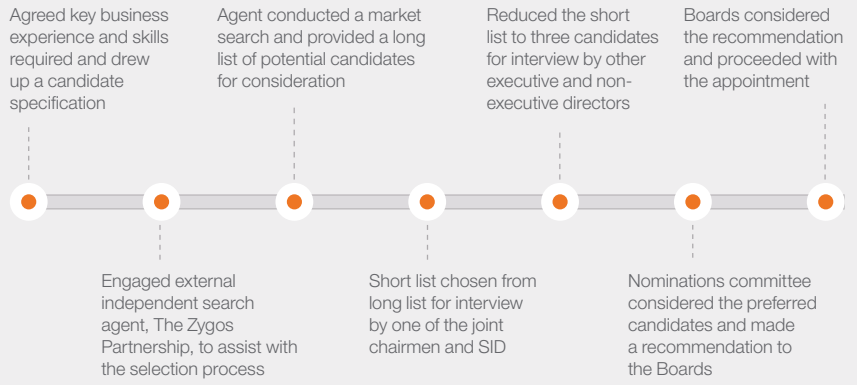 Agreed key business
experience and skills
required and drew
up a candidate
specification
Engaged external
independent search
agent, The Zygos
Partnership, to assist with
the selection process
Agent conducted a market
search and provided a long
list of potential candidates
for consideration
Short list chosen from
long list for interview
by one of the joint
chairmen and SID
Reduced the short
list to three candidates
for interview by other
executive and non-
executive directors
Nominations committee
considered the preferred
candidates and made
a recommendation to
the Boards
Boards considered
the recommendation
and proceeded with
the appointment